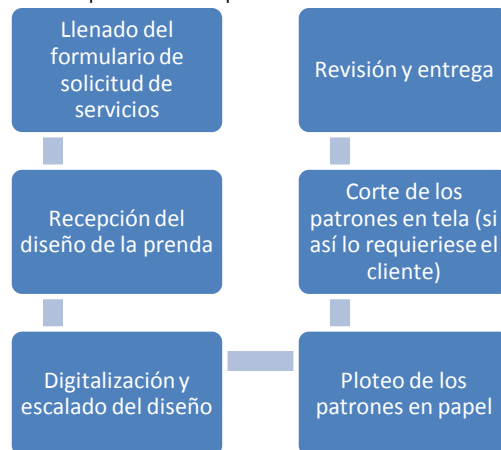 Llenado del
formulario de
solicitud de
servicios
Recepción del
diseño de la prenda
Digitalización y
escalado del diseño
Ploteo de los
patrones en papel
Corte de los
patrones en tela (si
así lo requieriese el
cliente)
Revisión y entrega